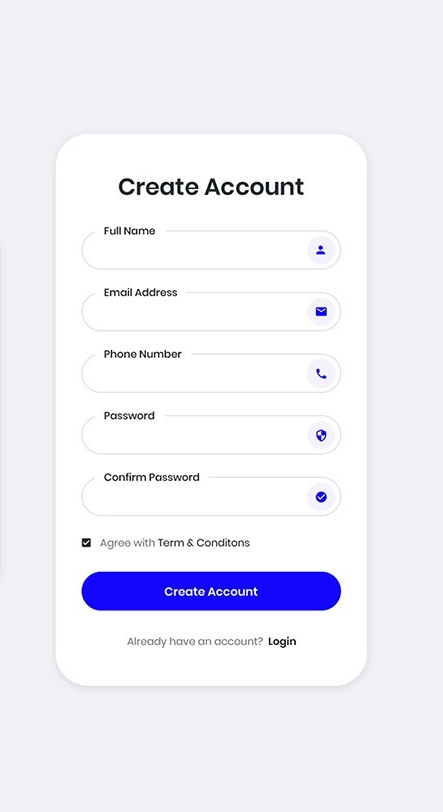 Create Account
Full Name
Email Address
Phone Number
Password
Confirm Password
Agree with Term & Conditons
Create Account
Already have an account? Login